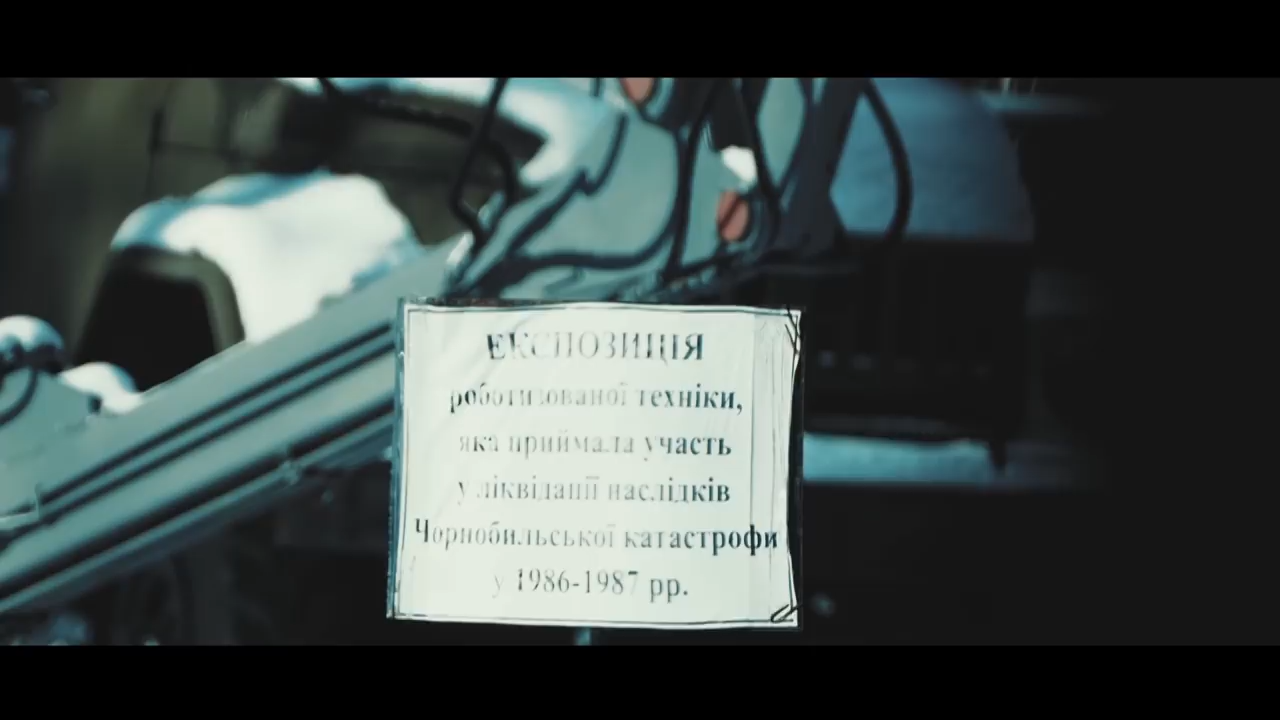 ЕКСПОЗИЦІЯ
роботизованої техніки,
яка приймала участь
у ліквідації наслідків
Чорнобильської катастрофи
у 1986-1987 рр.